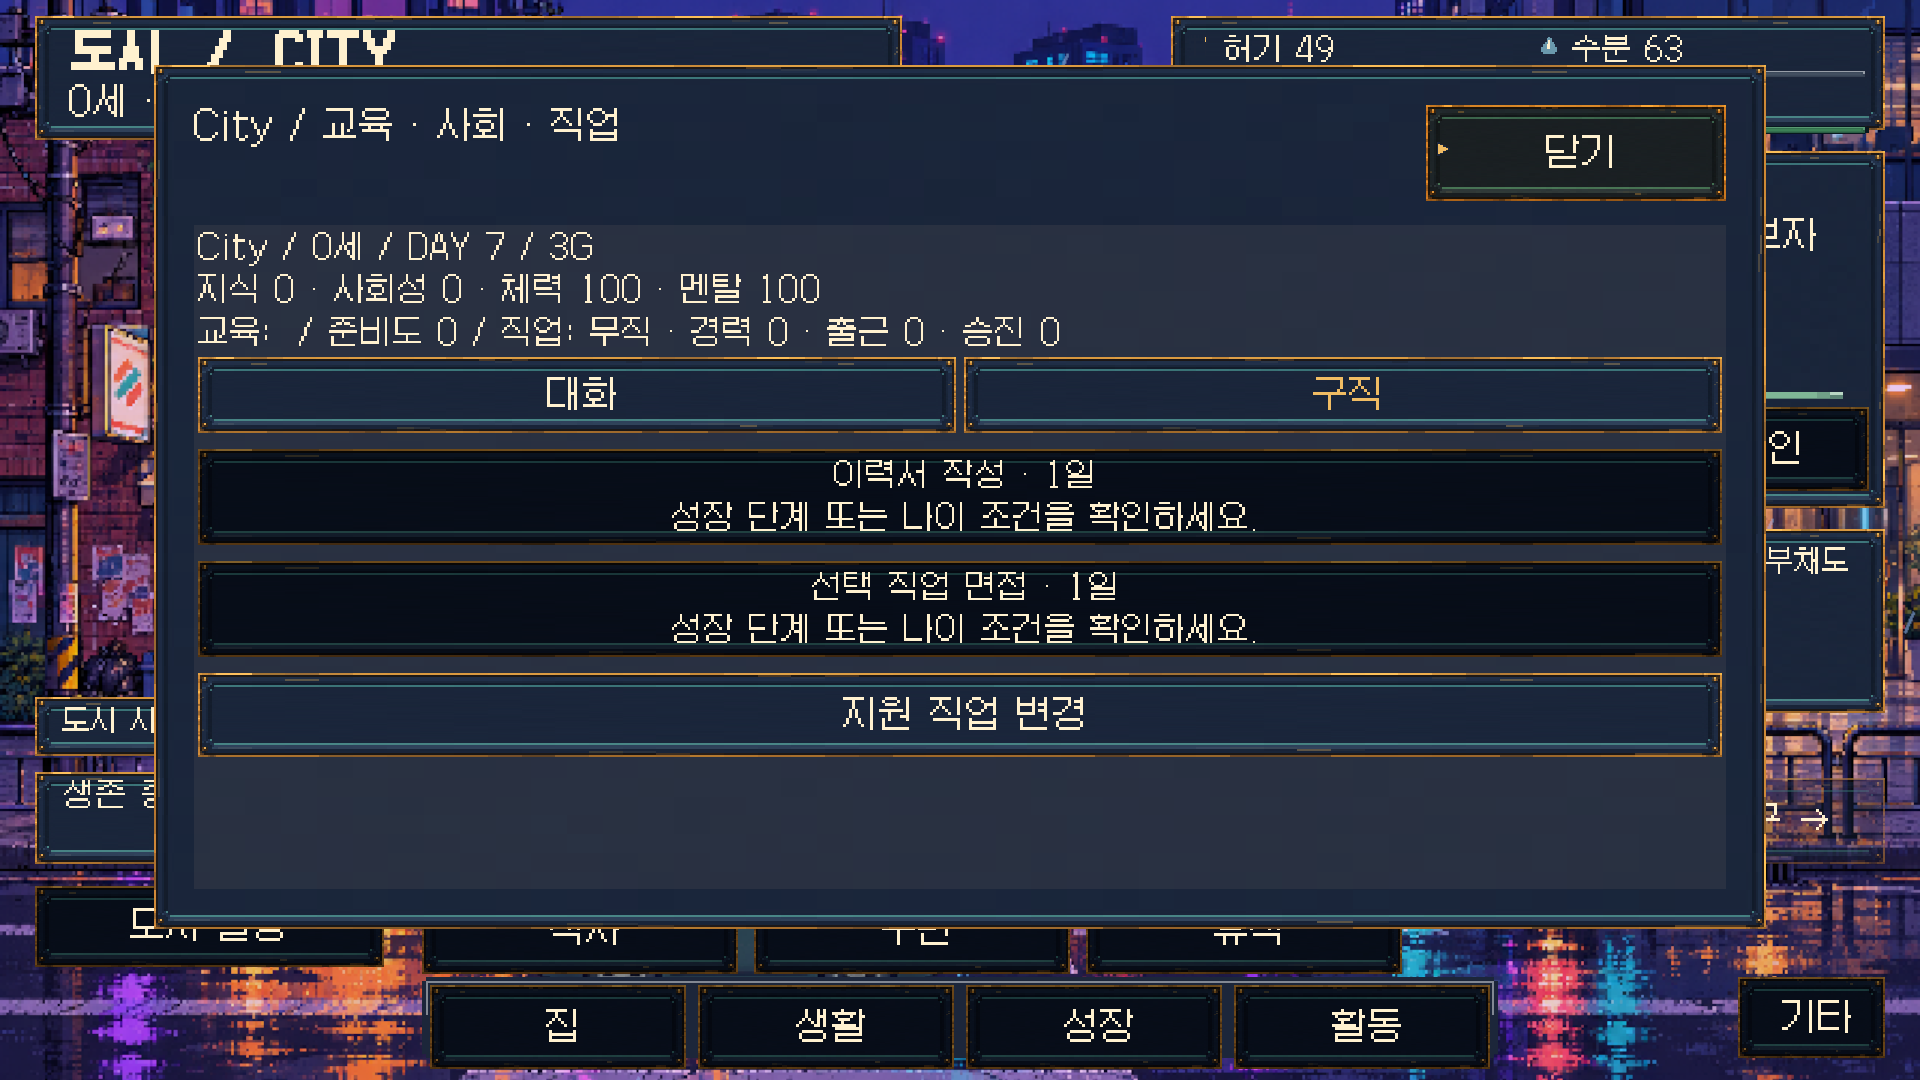 도시 / CITY
0세 ·
허기 49
수분 63
City / 교육 · 사회 · 직업
닫기
City / 0세 / DAY 7 / 3G
지식 0 · 사회성 0 · 체력 100 · 멘탈 100
교육: / 준비도 0 / 직업: 무직 · 경력 0 · 출근 0 · 승진 0
대화
구직
이력서 작성 · 1일
성장 단계 또는 나이 조건을 확인하세요.
선택 직업 면접 · 1일
성장 단계 또는 나이 조건을 확인하세요.
지원 직업 변경
인
부채도
도시
생존
→
집
생활
성장
활동
기타